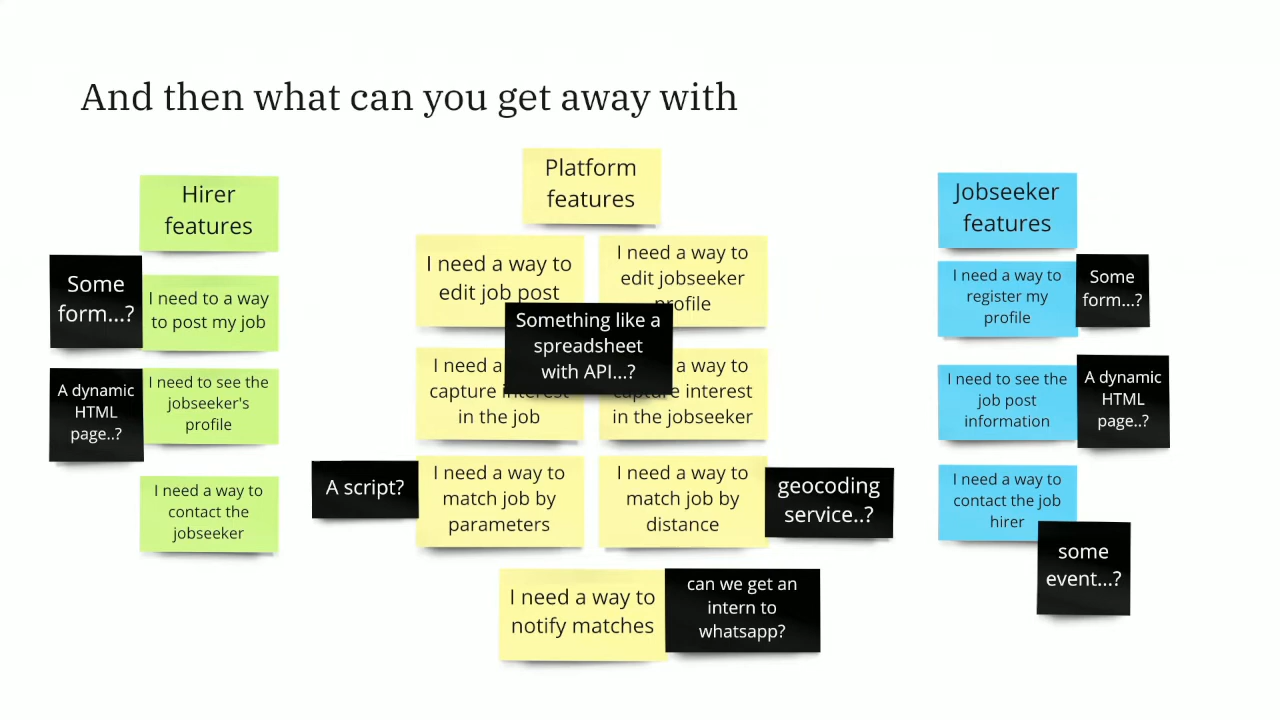 And then what can you get away with
Hirer
features
Some
form...?
I need to a way
to post my job
A dynamic
HTML
page..?
I need to see the
jobseeker's
profile
I need a way to
contact the
jobseeker
Platform
features
I need a way to
edit job post
I need a way to
edit jobseeker
profile
Something like a
spreadsheet
with API...?
I need a
capture interest
in the job
a way to
capture interest
in the jobseeker
A script?
I need a way to
match job by
parameters
I need a way to
match job by
distance
geocoding
service..?
I need a way to
notify matches
can we get an
intern to
whatsapp?
Jobseeker
features
I need a way to
register my
profile
Some
form...?
I need to see the
job post
information
A dynamic
HTML
page..?
I need a way to
contact the job
hirer
some
event...?